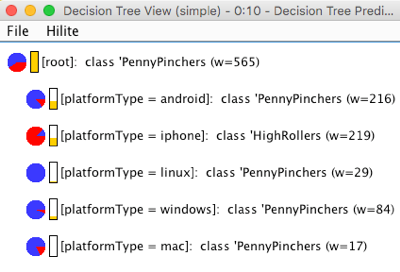 Decision Tree View (simple) - 0:10 - Decision Tree Predi...
File Hilite
[root]: class 'PennyPinchers (w=565)
[platformType = android]: class 'PennyPinchers (w=216)
[platformType = iphone]: class 'HighRollers (w=219)
[platformType = linux]: class 'PennyPinchers (w=29)
[platformType = windows]: class 'PennyPinchers (w=84)
[platformType = mac]: class 'PennyPinchers (w=17)